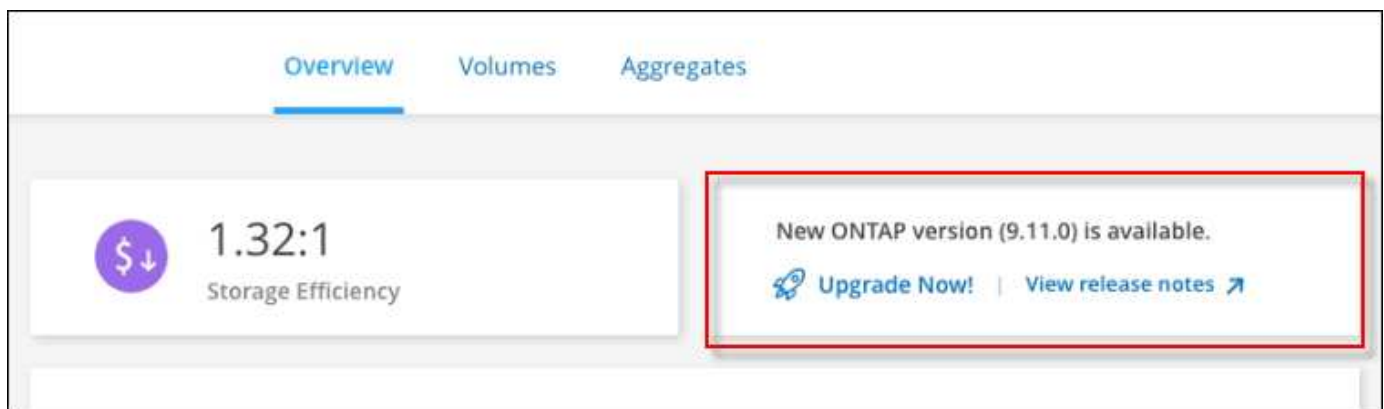 Overview Volumes Aggregates
1.32:1
Storage Efficiency
New ONTAP version (9.11.0) is available.
Upgrade Now! | View release notes